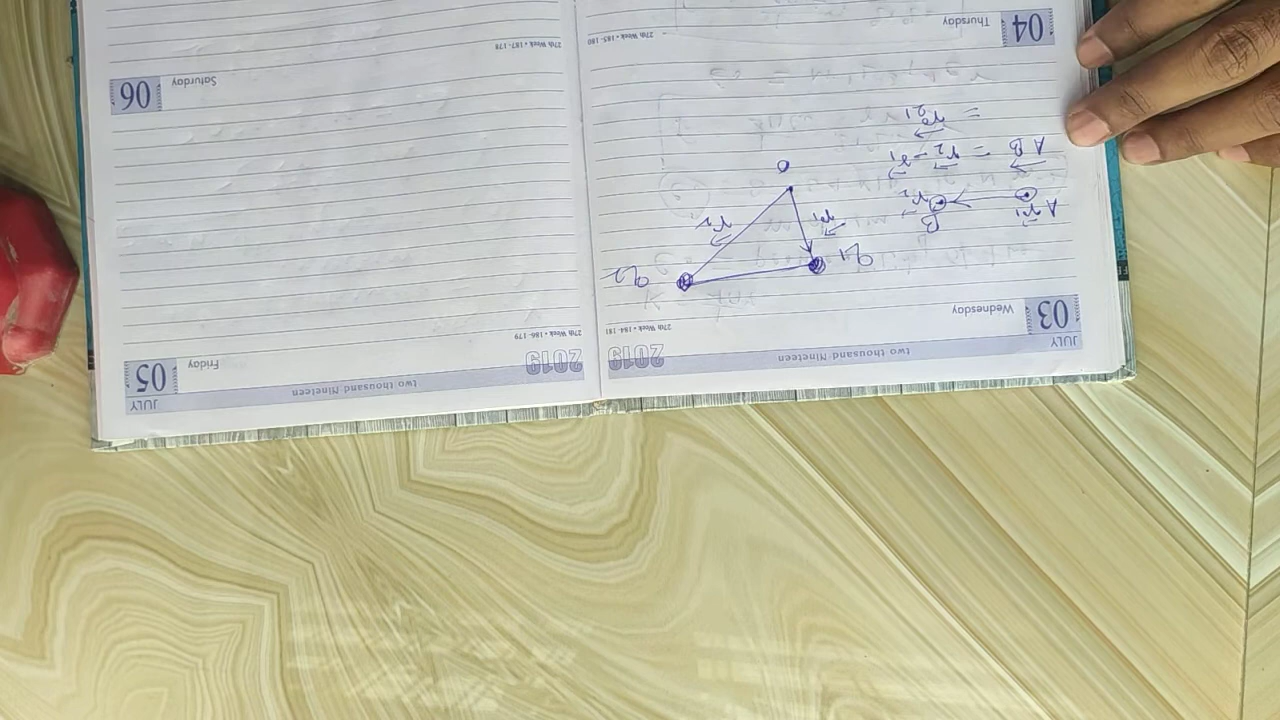 JULY
03
Wednesday
two thousand Nineteen
2019
27th Week • 184-181
q1
q2
r1
r2
O
A r1
B
r2
AB = r2 - r1
= r21
04
Thursday
27th Week • 185-180
JULY
05
Friday
two thousand Nineteen
2019
27th Week • 186-179
06
Saturday
27th Week • 187-178